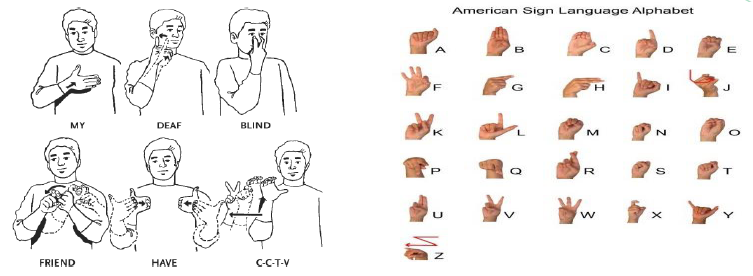 MY DEAF BLIND
FRIEND HAVE C-C-T-V
American Sign Language Alphabet
A B C D E
F G H I J
K L M N O
P Q R S T
U V W X Y
Z